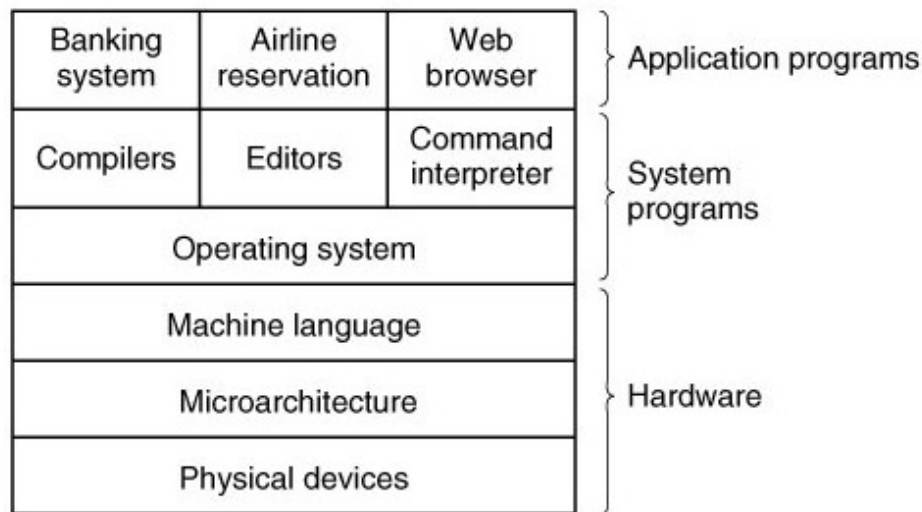 Banking
system
Airline
reservation
Web
browser
Application programs
Compilers
Editors
Command
interpreter
System
programs
Operating system
Machine language
Microarchitecture
Hardware
Physical devices